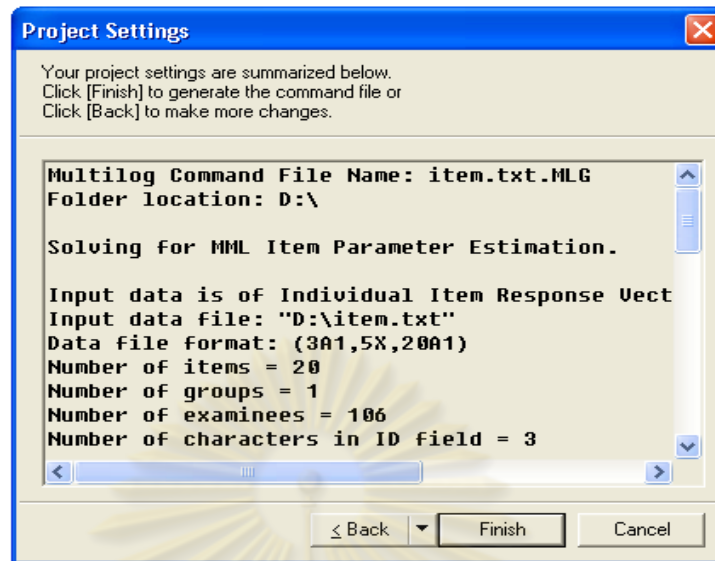 Project Settings
Your project settings are summarized below.
Click [Finish] to generate the command file or
Click [Back] to make more changes.
Multilog Command File Name: item.txt.MLG
Folder location: D:\
Solving for MML Item Parameter Estimation.
Input data is of Individual Item Response Vect
Input data file: "D:\item.txt"
Data file format: (3A1,5X,20A1)
Number of items = 20
Number of groups = 1
Number of examinees = 106
Number of characters in ID field = 3
< Back
Finish
Cancel